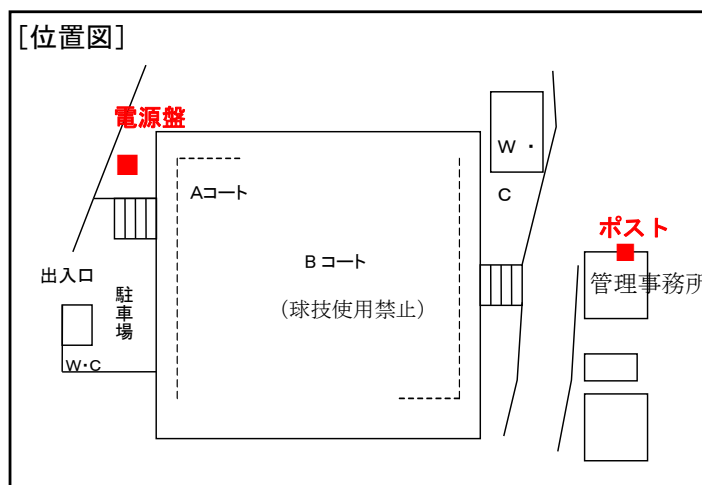 [位置図]
電源盤
W・
C
Aコート
ポスト
Bコート
管理事務所
出入口
駐車場
(球技使用禁止)
W・C